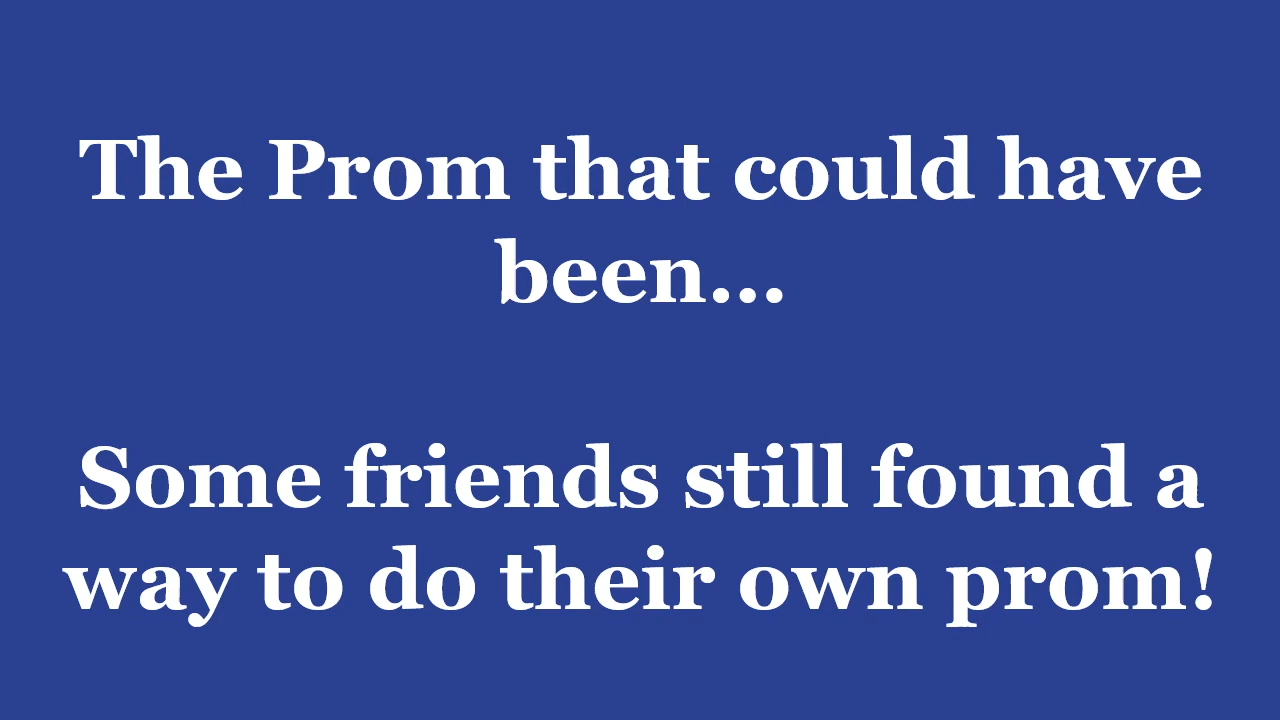 The Prom that could have
been...
Some friends still found a
way to do their own prom!